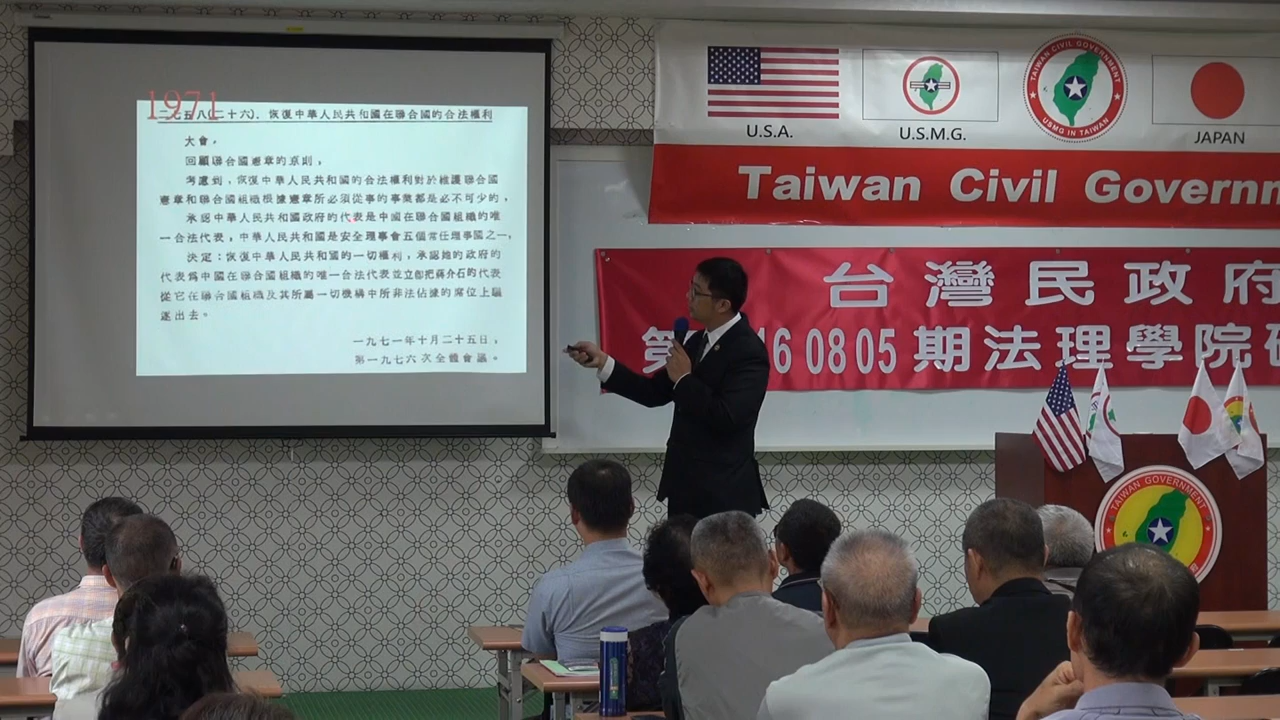 1971
二七五八(二十六). 恢復中華人民共和國在聯合國的合法權利
大會,
回顧聯合國憲章的原則,
考慮到,恢復中華人民共和國的合法權利對於維護聯合國
憲章和聯合國組織根據憲章所必須從事的事業都是必不可少的,
承認中華人民共和國政府的代表是中國在聯合國組織的唯
一合法代表,中華人民共和國是安全理事會五個常任理事國之一,
決定:恢復中華人民共和國的一切權利,承認她的政府的
代表為中國在聯合國組織的唯一合法代表並立即把蔣介石的代表
從它在聯合國組織及其所屬一切機構中所非法佔據的席位上驅
逐出去。
一九七一年十月二十五日,
第一九七六次全體會議。
U.S.A.
U.S.M.G.
TAIWAN CIVIL GOVERNMENT
USMG IN TAIWAN
JAPAN
Taiwan Civil Governm
台灣民政府
第 16 08 05 期法理學院研
TAIWAN GOVERNMENT